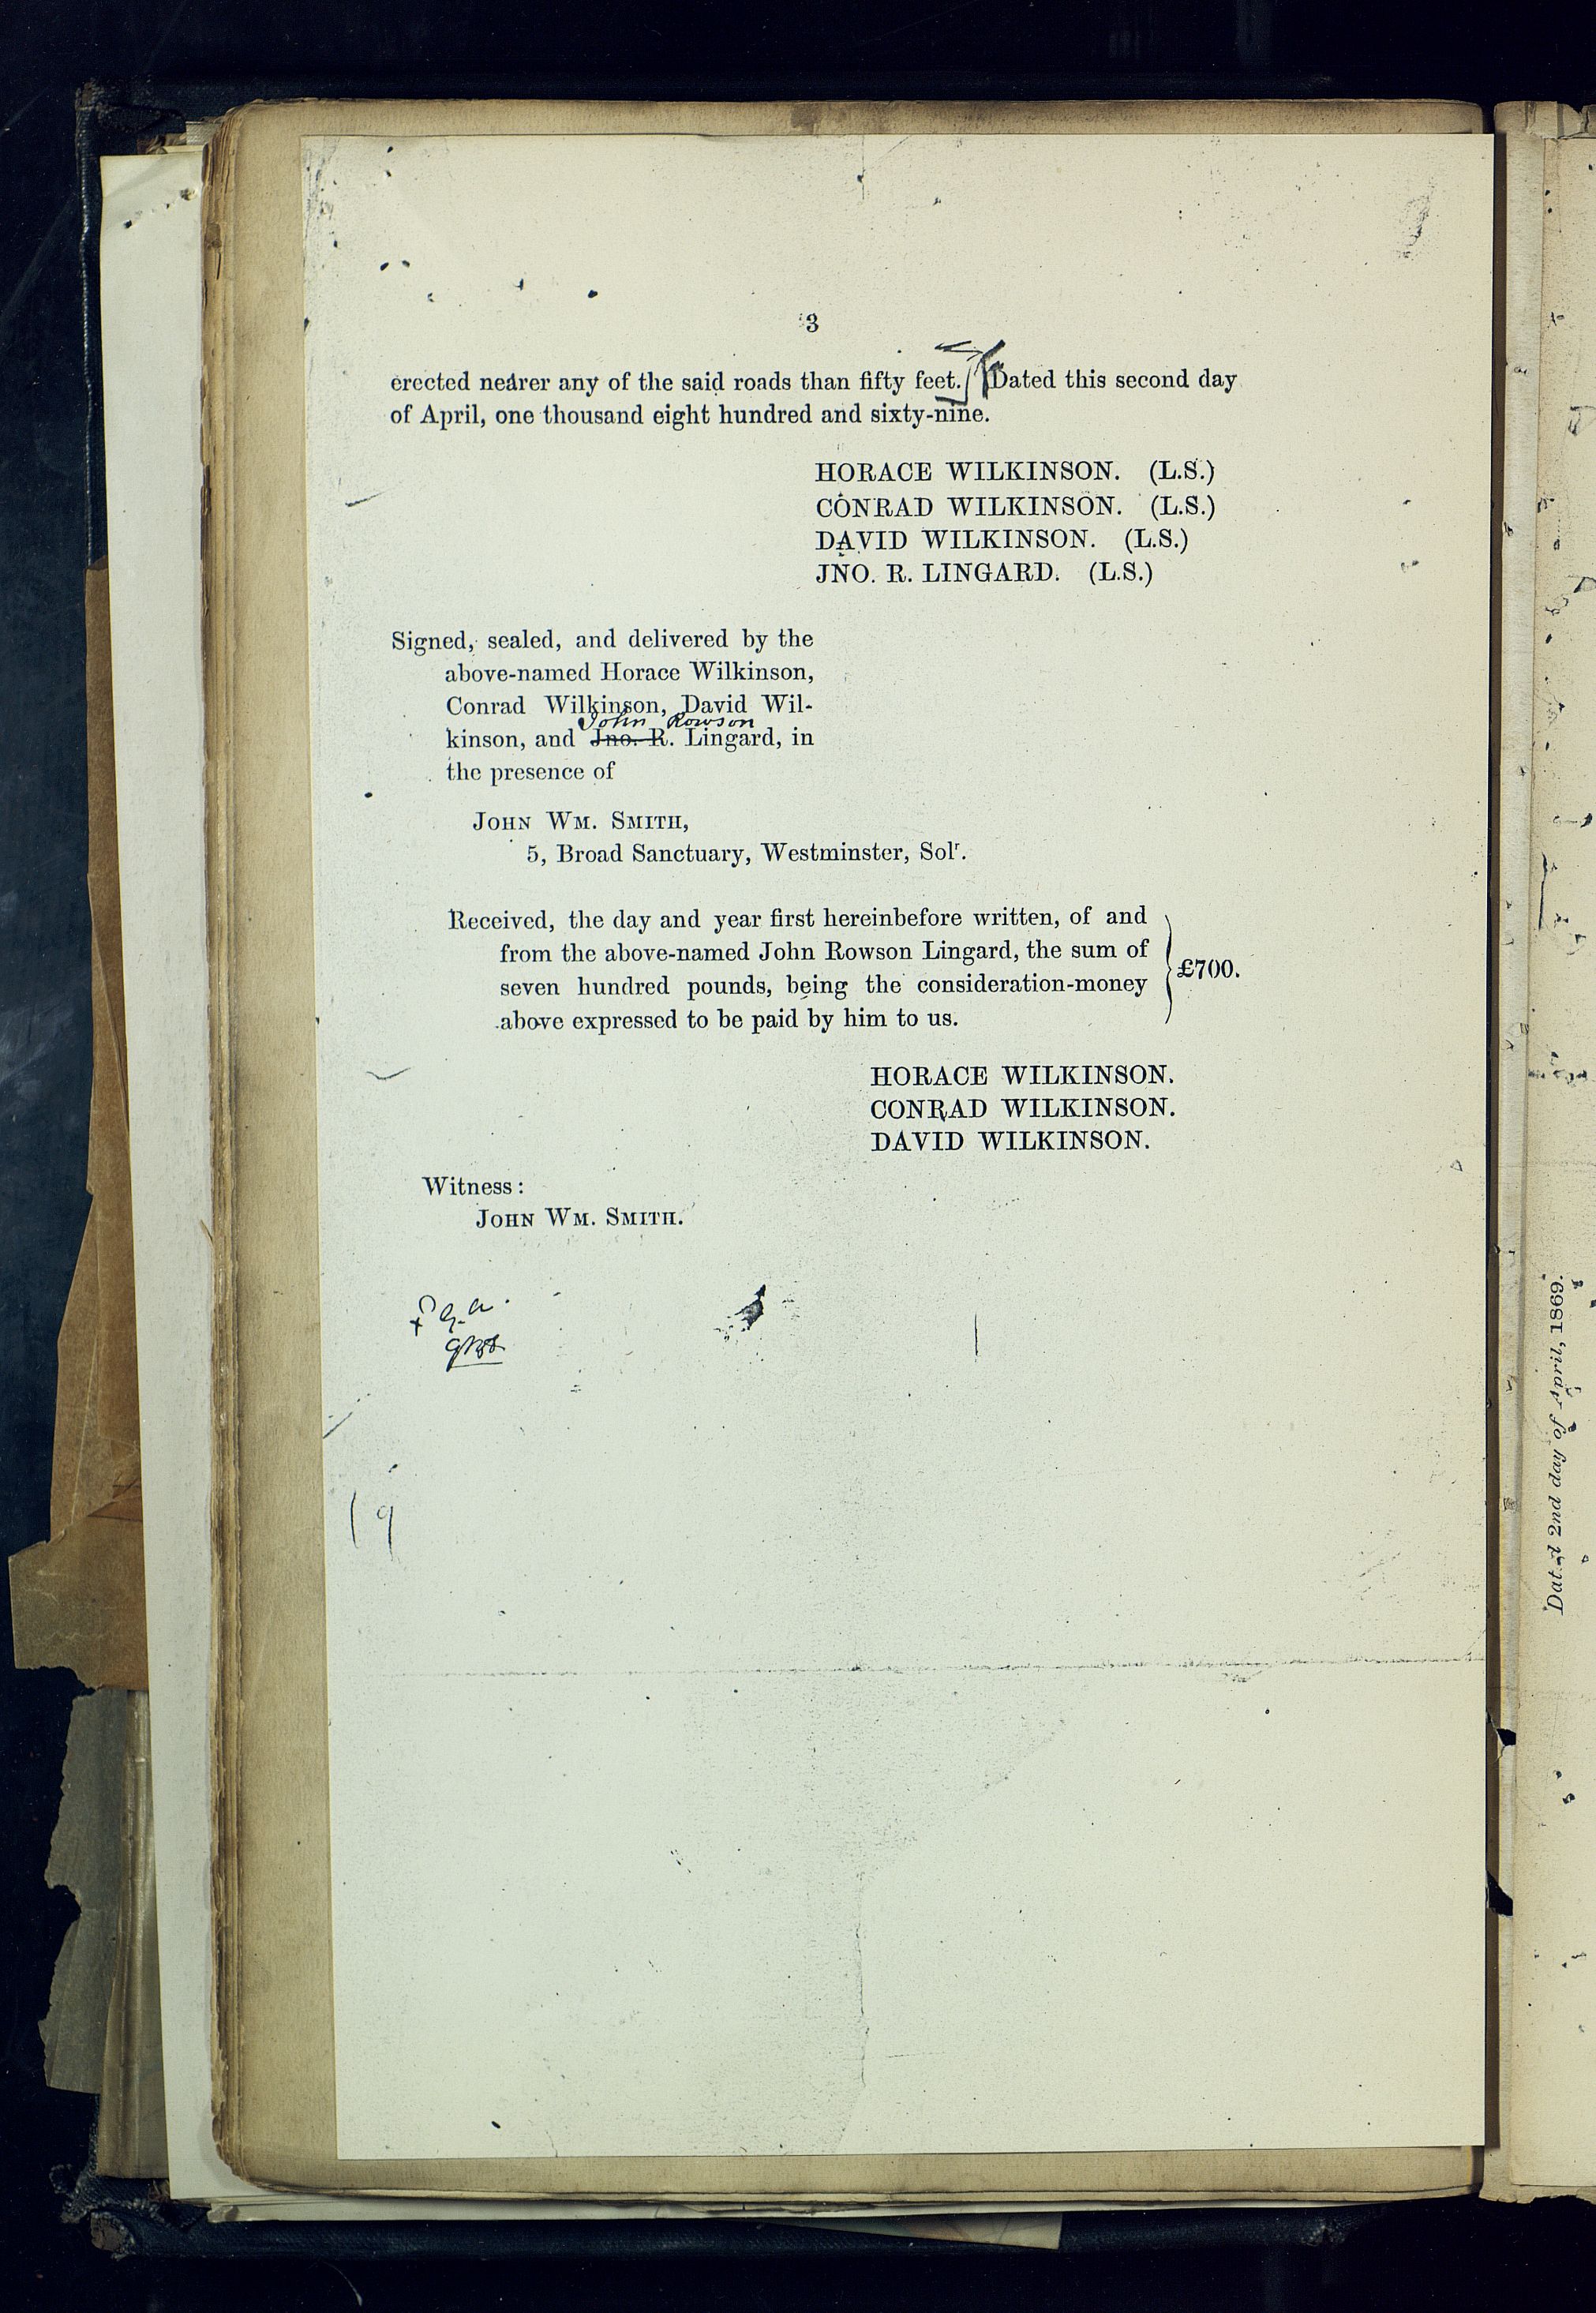 3
erected nearer any of the said roads than fifty feet. Dated this second day
of April, one thousand eight hundred and sixty-nine.
HORACE WILKINSON. (L.S.)
CONRAD WILKINSON. (L.S.)
DAVID WILKINSON. (L.S.)
JNO. R. LINGARD. (L.S.)
Signed, sealed, and delivered by the
above-named Horace Wilkinson,
Conrad Wilkinson, David Wil-
John Rowson
kinson, and Jno. R. Lingard, in
the presence of
JOHN WM. SMITH,
5, Broad Sanctuary, Westminster, Solr.
Received, the day and year first hereinbefore written, of and
from the above-named John Rowson Lingard, the sum of
seven hundred pounds, being the consideration-money
above expressed to be paid by him to us.
£700.
HORACE WILKINSON.
CONRAD WILKINSON.
DAVID WILKINSON.
Witness:
JOHN WM. SMITH.
19
Dated 2nd day of April, 1869.